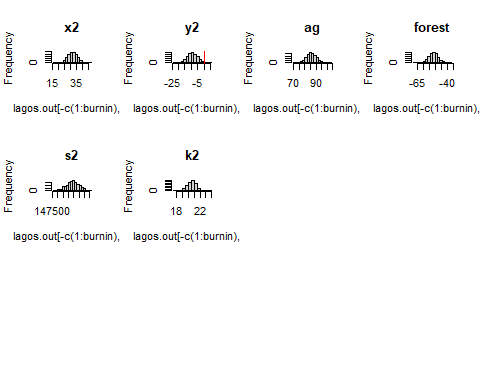 x2 y2 ag forest
Frequency Frequency Frequency Frequency
0 0 0 0
15 35 -25 -5 70 90 -65 -40
lagos.out[-c(1:burnin), lagos.out[-c(1:burnin), lagos.out[-c(1:burnin), lagos.out[-c(1:burnin),
s2 k2
Frequency Frequency
0 0
147500 18 22
lagos.out[-c(1:burnin), lagos.out[-c(1:burnin),